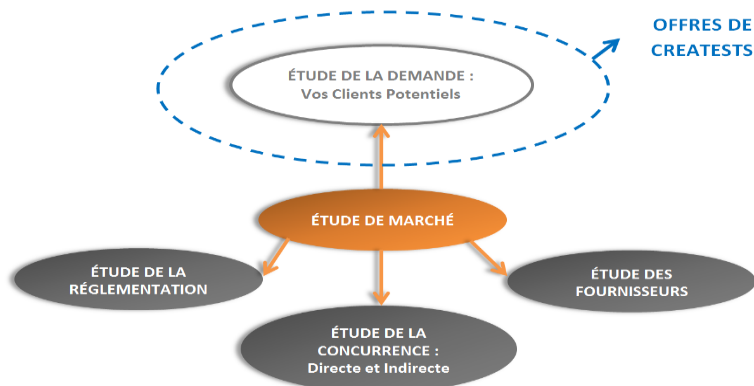 OFFRES DE
CREATESTS
ÉTUDE DE LA DEMANDE :
Vos Clients Potentiels
ÉTUDE DE MARCHÉ
ÉTUDE DE LA
RÉGLEMENTATION
ÉTUDE DES
FOURNISSEURS
ÉTUDE DE LA
CONCURRENCE :
Directe et Indirecte